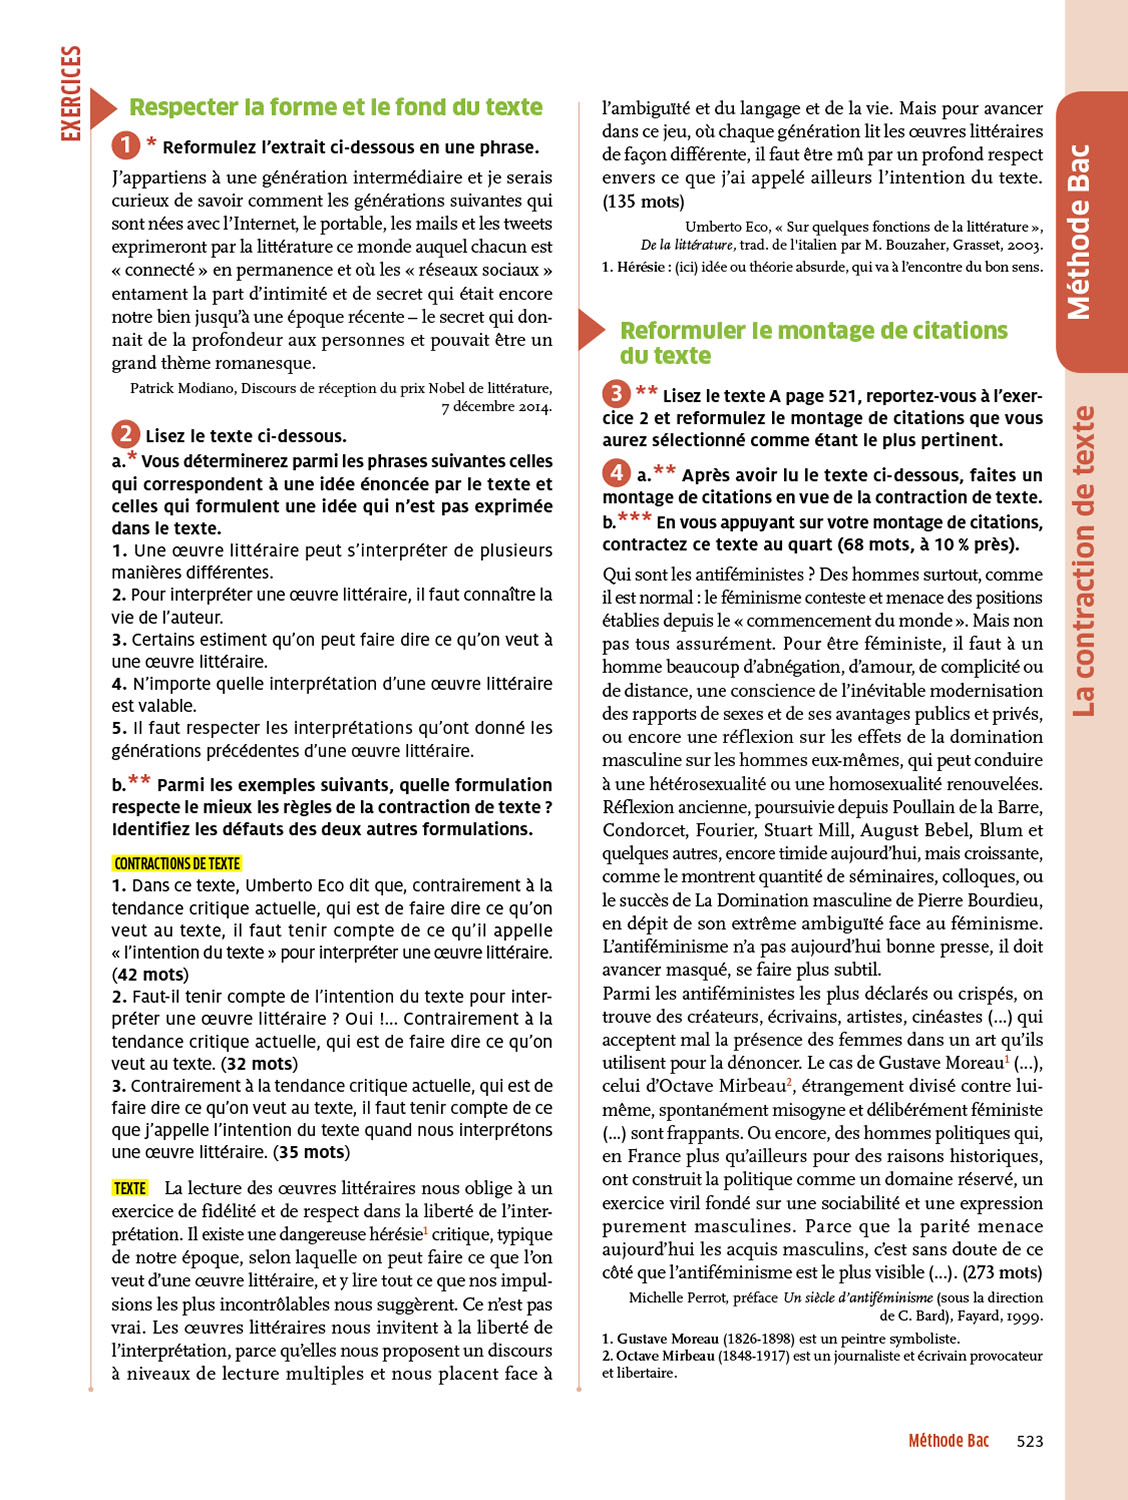 EXERCICES
Respecter la forme et le fond du texte
1 * Reformulez l'extrait ci-dessous en une phrase.
J'appartiens à une génération intermédiaire et je serais
curieux de savoir comment les générations suivantes qui
sont nées avec l'Internet, le portable, les mails et les tweets
exprimeront par la littérature ce monde auquel chacun est
« connecté » en permanence et où les « réseaux sociaux »
entament la part d'intimité et de secret qui était encore
notre bien jusqu'à une époque récente – le secret qui don-
nait de la profondeur aux personnes et pouvait être un
grand thème romanesque.
Patrick Modiano, Discours de réception du prix Nobel de littérature,
7 décembre 2014.
2 Lisez le texte ci-dessous.
a.* Vous déterminerez parmi les phrases suivantes celles
qui correspondent à une idée énoncée par le texte et
celles qui formulent une idée qui n'est pas exprimée
dans le texte.
1. Une œuvre littéraire peut s'interpréter de plusieurs
manières différentes.
2. Pour interpréter une œuvre littéraire, il faut connaître la
vie de l'auteur.
3. Certains estiment qu'on peut faire dire ce qu'on veut à
une œuvre littéraire.
4. N'importe quelle interprétation d'une œuvre littéraire
est valable.
5. Il faut respecter les interprétations qu'ont donné les
générations précédentes d'une œuvre littéraire.
b.** Parmi les exemples suivants, quelle formulation
respecte le mieux les règles de la contraction de texte ?
Identifiez les défauts des deux autres formulations.
CONTRACTIONS DE TEXTE
1. Dans ce texte, Umberto Eco dit que, contrairement à la
tendance critique actuelle, qui est de faire dire ce qu'on
veut au texte, il faut tenir compte de ce qu'il appelle
« l'intention du texte » pour interpréter une œuvre littéraire.
(42 mots)
2. Faut-il tenir compte de l'intention du texte pour inter-
préter une œuvre littéraire ? Oui !... Contrairement à la
tendance critique actuelle, qui est de faire dire ce qu'on
veut au texte. (32 mots)
3. Contrairement à la tendance critique actuelle, qui est de
faire dire ce qu'on veut au texte, il faut tenir compte de ce
que j'appelle l'intention du texte quand nous interprétons
une œuvre littéraire. (35 mots)
TEXTE La lecture des œuvres littéraires nous oblige à un
exercice de fidélité et de respect dans la liberté de l'inter-
prétation. Il existe une dangereuse hérésie1 critique, typique
de notre époque, selon laquelle on peut faire ce que l'on
veut d'une œuvre littéraire, et y lire tout ce que nos impul-
sions les plus incontrôlables nous suggèrent. Ce n'est pas
vrai. Les œuvres littéraires nous invitent à la liberté de
l'interprétation, parce qu'elles nous proposent un discours
à niveaux de lecture multiples et nous placent face à
l'ambiguïté et du langage et de la vie. Mais pour avancer
dans ce jeu, où chaque génération lit les œuvres littéraires
de façon différente, il faut être mû par un profond respect
envers ce que j'ai appelé ailleurs l'intention du texte.
(135 mots)
Umberto Eco, « Sur quelques fonctions de la littérature »,
De la littérature, trad. de l'italien par M. Bouzaher, Grasset, 2003.
1. Hérésie : (ici) idée ou théorie absurde, qui va à l'encontre du bon sens.
Reformuler le montage de citations
du texte
3 ** Lisez le texte A page 521, reportez-vous à l'exer-
cice 2 et reformulez le montage de citations que vous
aurez sélectionné comme étant le plus pertinent.
4 a.** Après avoir lu le texte ci-dessous, faites un
montage de citations en vue de la contraction de texte.
b.*** En vous appuyant sur votre montage de citations,
contractez ce texte au quart (68 mots, à 10 % près).
Qui sont les antiféministes ? Des hommes surtout, comme
il est normal : le féminisme conteste et menace des positions
établies depuis le « commencement du monde ». Mais non
pas tous assurément. Pour être féministe, il faut à un
homme beaucoup d'abnégation, d'amour, de complicité ou
de distance, une conscience de l'inévitable modernisation
des rapports de sexes et de ses avantages publics et privés,
ou encore une réflexion sur les effets de la domination
masculine sur les hommes eux-mêmes, qui peut conduire
à une hétérosexualité ou une homosexualité renouvelées.
Réflexion ancienne, poursuivie depuis Poullain de la Barre,
Condorcet, Fourier, Stuart Mill, August Bebel, Blum et
quelques autres, encore timide aujourd'hui, mais croissante,
comme le montrent quantité de séminaires, colloques, ou
le succès de La Domination masculine de Pierre Bourdieu,
en dépit de son extrême ambiguïté face au féminisme.
L'antiféminisme n'a pas aujourd'hui bonne presse, il doit
avancer masqué, se faire plus subtil.
Parmi les antiféministes les plus déclarés ou crispés, on
trouve des créateurs, écrivains, artistes, cinéastes (...) qui
acceptent mal la présence des femmes dans un art qu'ils
utilisent pour la dénoncer. Le cas de Gustave Moreau1 (...),
celui d'Octave Mirbeau2, étrangement divisé contre lui-
même, spontanément misogyne et délibérément féministe
(...) sont frappants. Ou encore, des hommes politiques qui,
en France plus qu'ailleurs pour des raisons historiques,
ont construit la politique comme un domaine réservé, un
exercice viril fondé sur une sociabilité et une expression
purement masculines. Parce que la parité menace
aujourd'hui les acquis masculins, c'est sans doute de ce
côté que l'antiféminisme est le plus visible (...). (273 mots)
Michelle Perrot, préface Un siècle d'antiféminisme (sous la direction
de C. Bard), Fayard, 1999.
1. Gustave Moreau (1826-1898) est un peintre symboliste.
2. Octave Mirbeau (1848-1917) est un journaliste et écrivain provocateur
et libertaire.
Méthode Bac
La contraction de texte
Méthode Bac 523